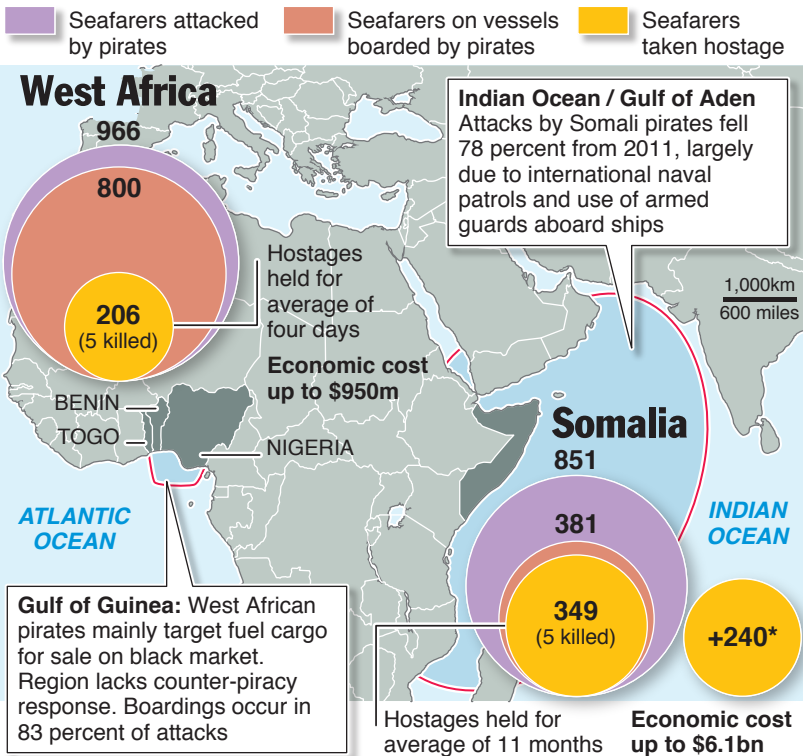 Seafarers attacked
by pirates
Seafarers on vessels
boarded by pirates
Seafarers
taken hostage
West Africa
966
800
206
(5 killed)
Hostages
held for
average of
four days
Economic cost
up to $950m
Indian Ocean / Gulf of Aden
Attacks by Somali pirates fell
78 percent from 2011, largely
due to international naval
patrols and use of armed
guards aboard ships
1,000km
600 miles
BENIN
TOGO
NIGERIA
ATLANTIC
OCEAN
Somalia
851
381
349
(5 killed)
INDIAN
OCEAN
+240*
Gulf of Guinea: West African
pirates mainly target fuel cargo
for sale on black market.
Region lacks counter-piracy
response. Boardings occur in
83 percent of attacks
Hostages held for
average of 11 months
Economic cost
up to $6.1bn